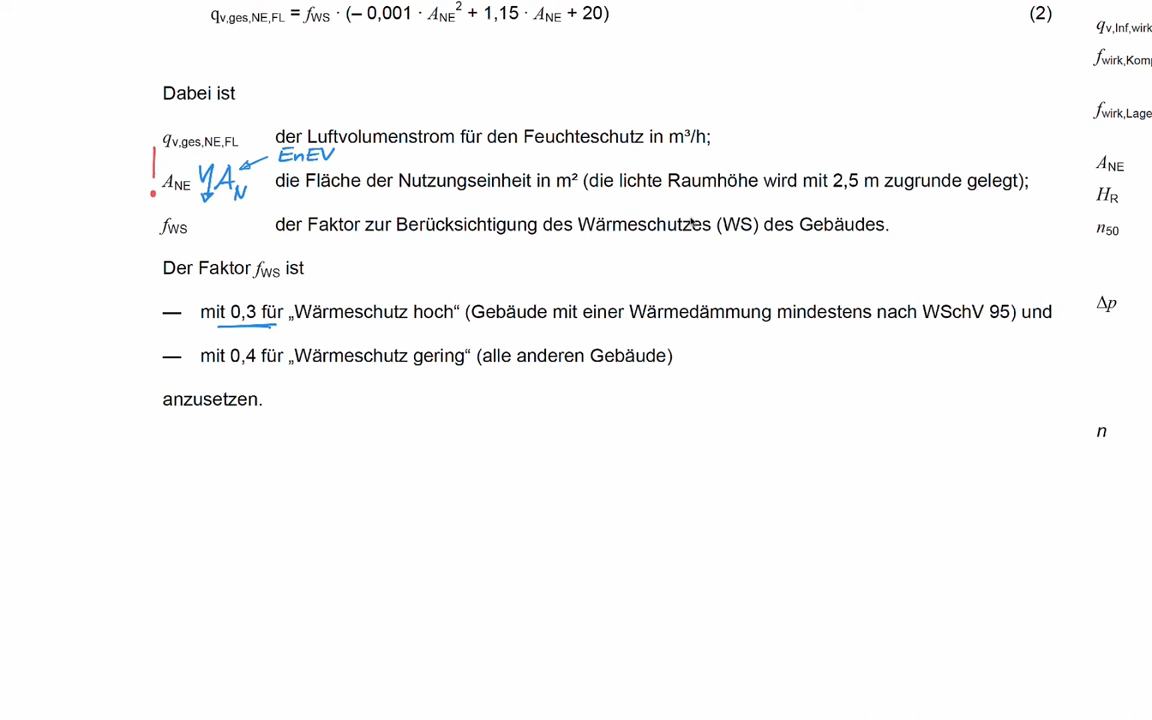 qv,ges,NE,FL = fWS · (– 0,001 · ANE² + 1,15 · ANE + 20) (2)
Dabei ist
qv,ges,NE,FL der Luftvolumenstrom für den Feuchteschutz in m³/h;
EnEV
ANE AN die Fläche der Nutzungseinheit in m² (die lichte Raumhöhe wird mit 2,5 m zugrunde gelegt);
fWS der Faktor zur Berücksichtigung des Wärmeschutzes (WS) des Gebäudes.
Der Faktor fWS ist
— mit 0,3 für „Wärmeschutz hoch“ (Gebäude mit einer Wärmedämmung mindestens nach WSchV 95) und
— mit 0,4 für „Wärmeschutz gering“ (alle anderen Gebäude)
anzusetzen.
qv,Inf,wirk
fwirk,Komp
fwirk,Lage
ANE
HR
n50
Δp
n